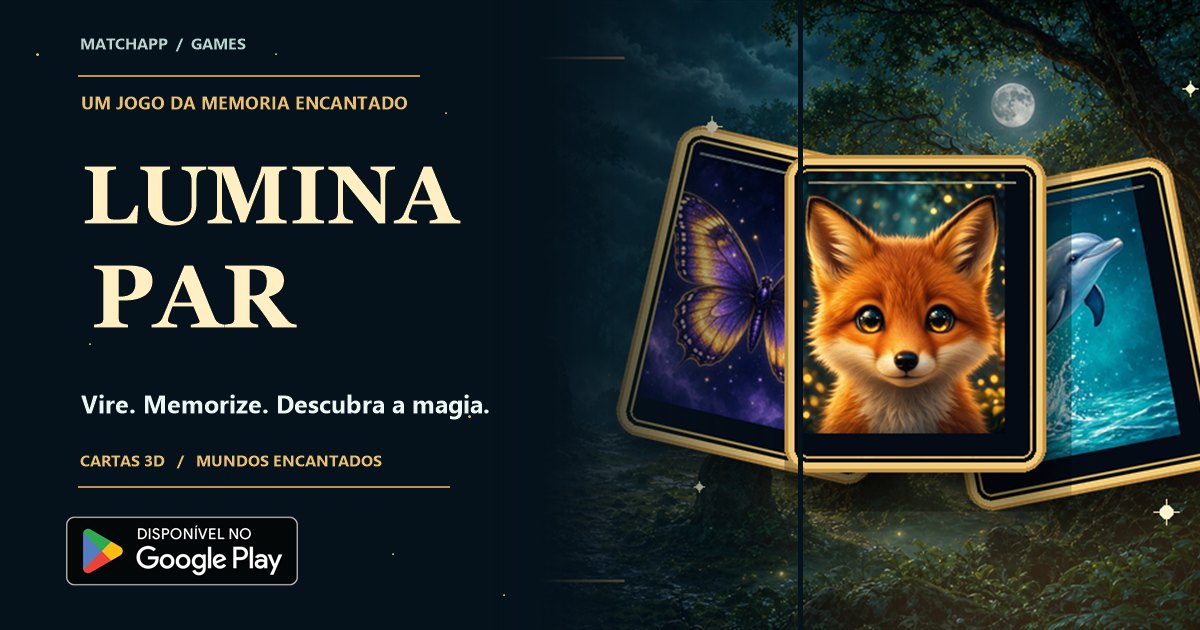 MATCHAPP / GAMES
UM JOGO DA MEMORIA ENCANTADO
LUMINA
PAR
Vire. Memorize. Descubra a magia.
CARTAS 3D / MUNDOS ENCANTADOS
DISPONÍVEL NO
Google Play